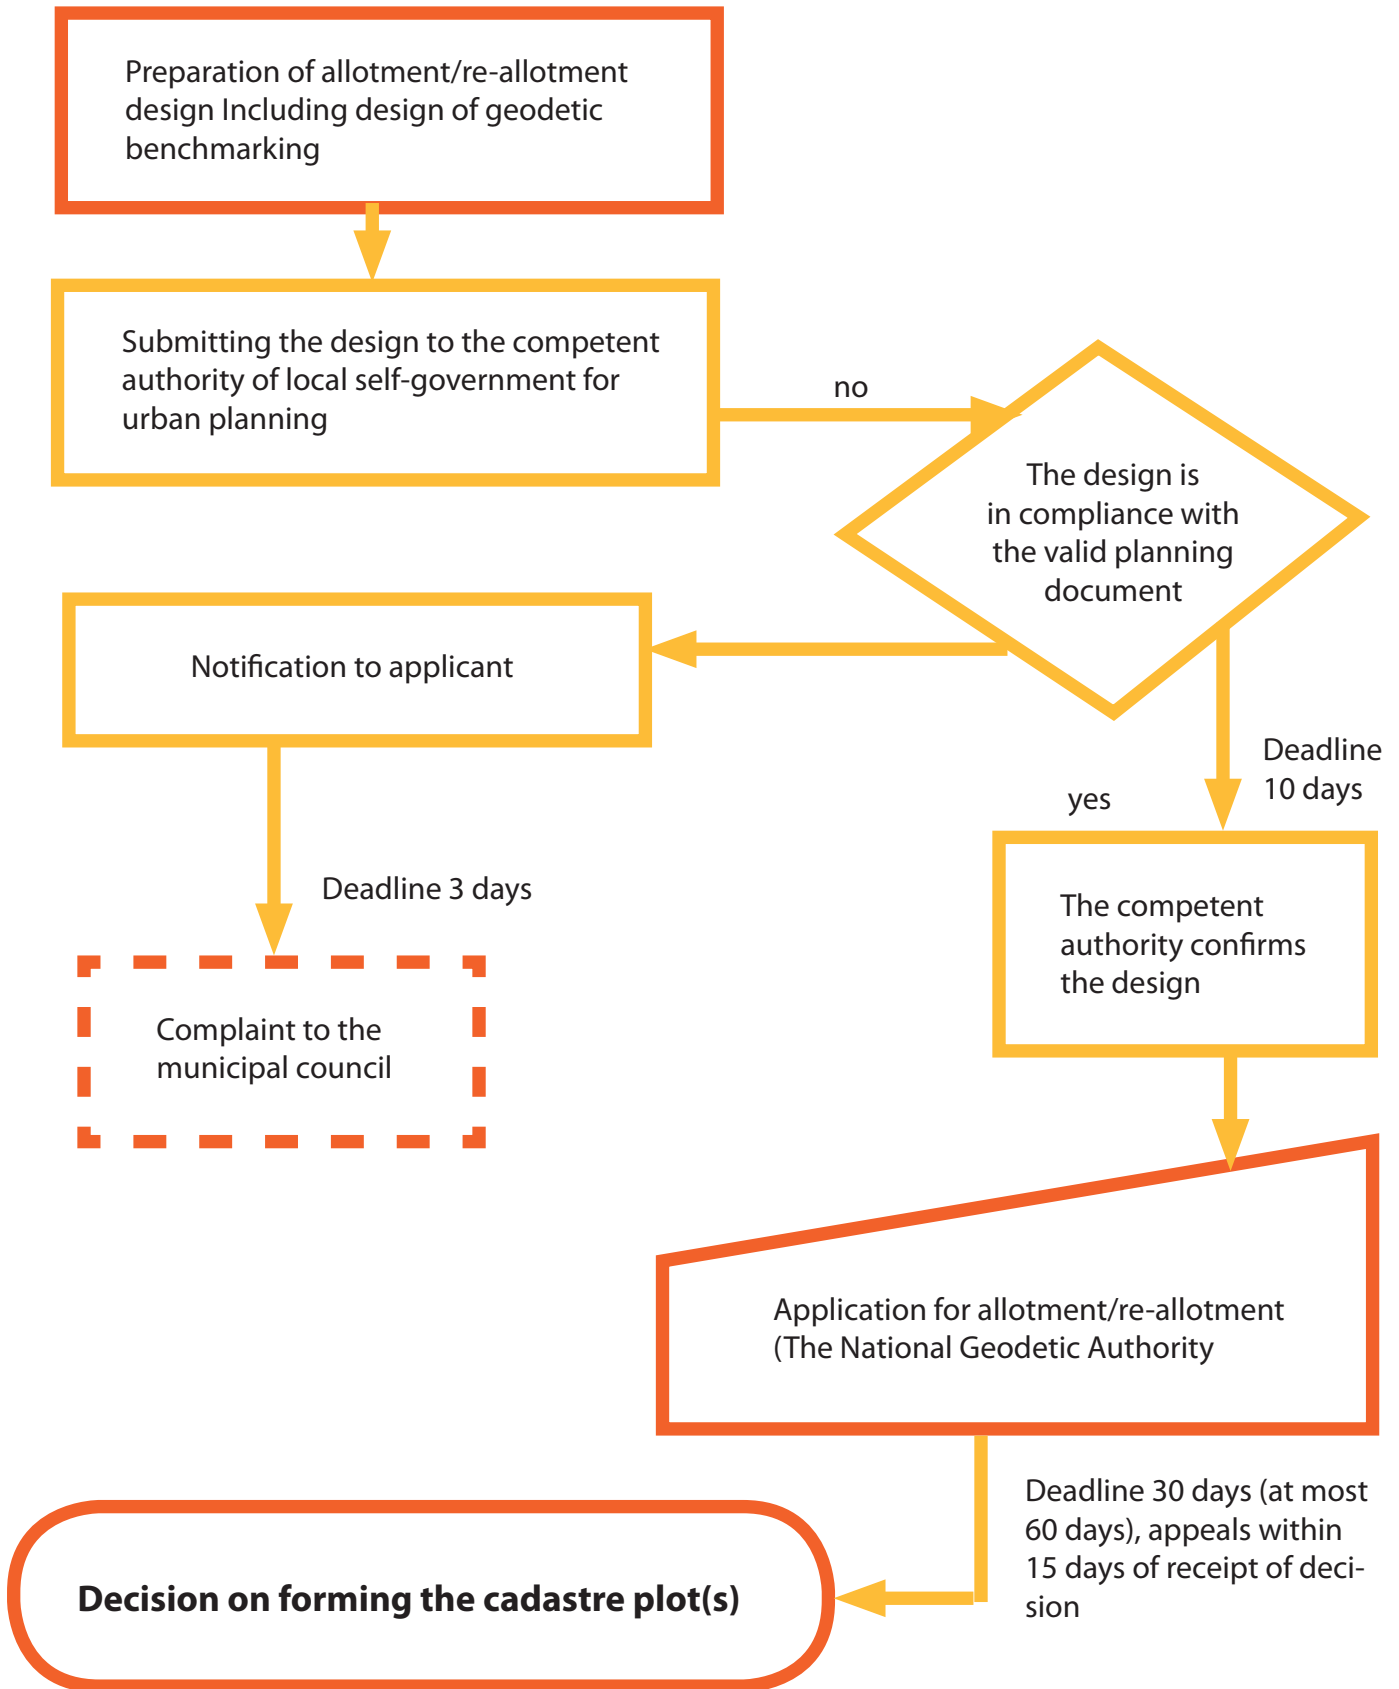 Preparation of allotment/re-allotment
design Including design of geodetic
benchmarking
Submitting the design to the competent
authority of local self-government for
urban planning
no
The design is
in compliance with
the valid planning
document
Notification to applicant
Deadline
10 days
yes
Deadline 3 days
The competent
authority confirms
the design
Complaint to the
municipal council
Application for allotment/re-allotment
(The National Geodetic Authority
Deadline 30 days (at most
60 days), appeals within
15 days of receipt of deci-
sion
Decision on forming the cadastre plot(s)